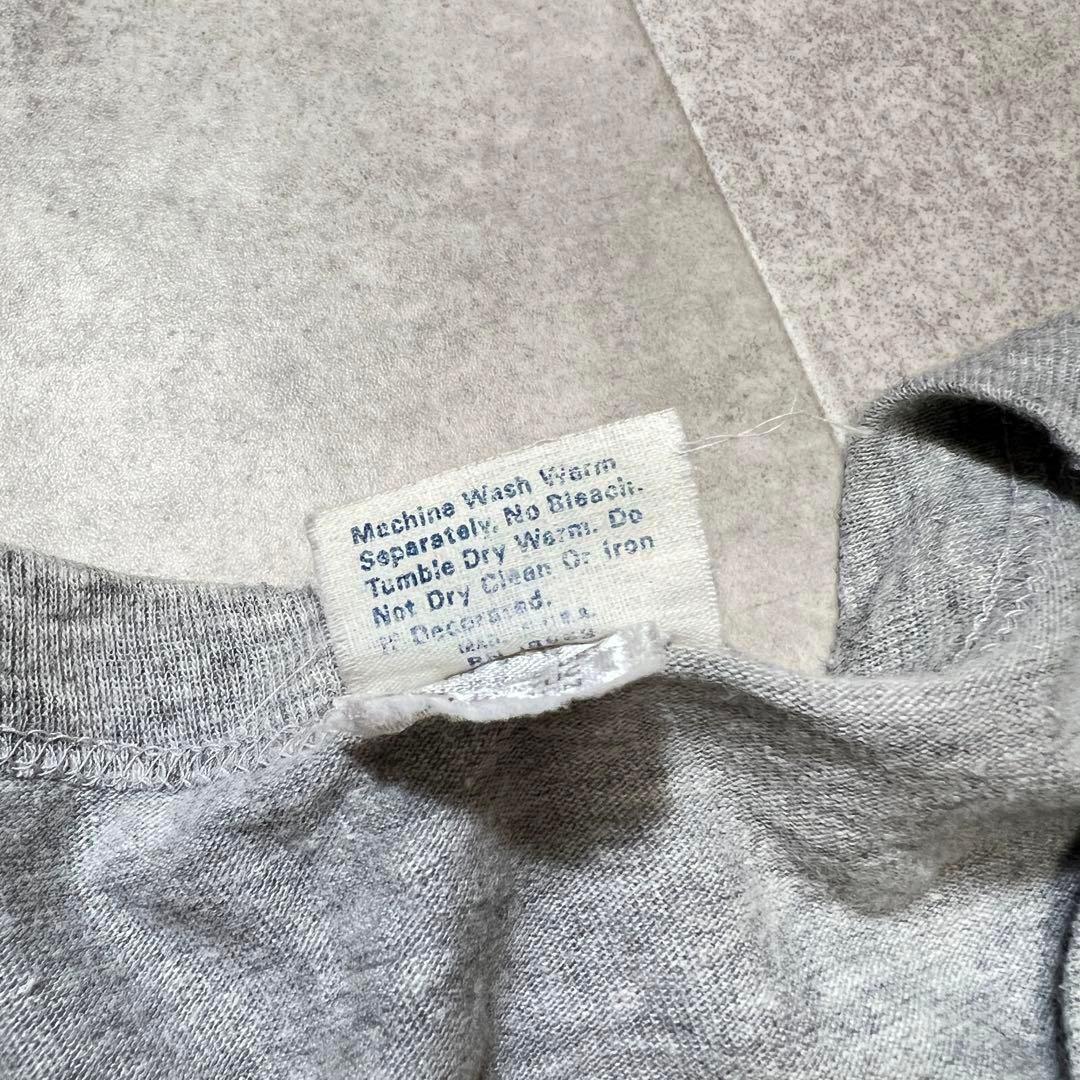 Machine Wash Warm
Separately. No Bleach.
Tumble Dry Warm. Do
Not Dry Clean Or Iron
If Decorated.